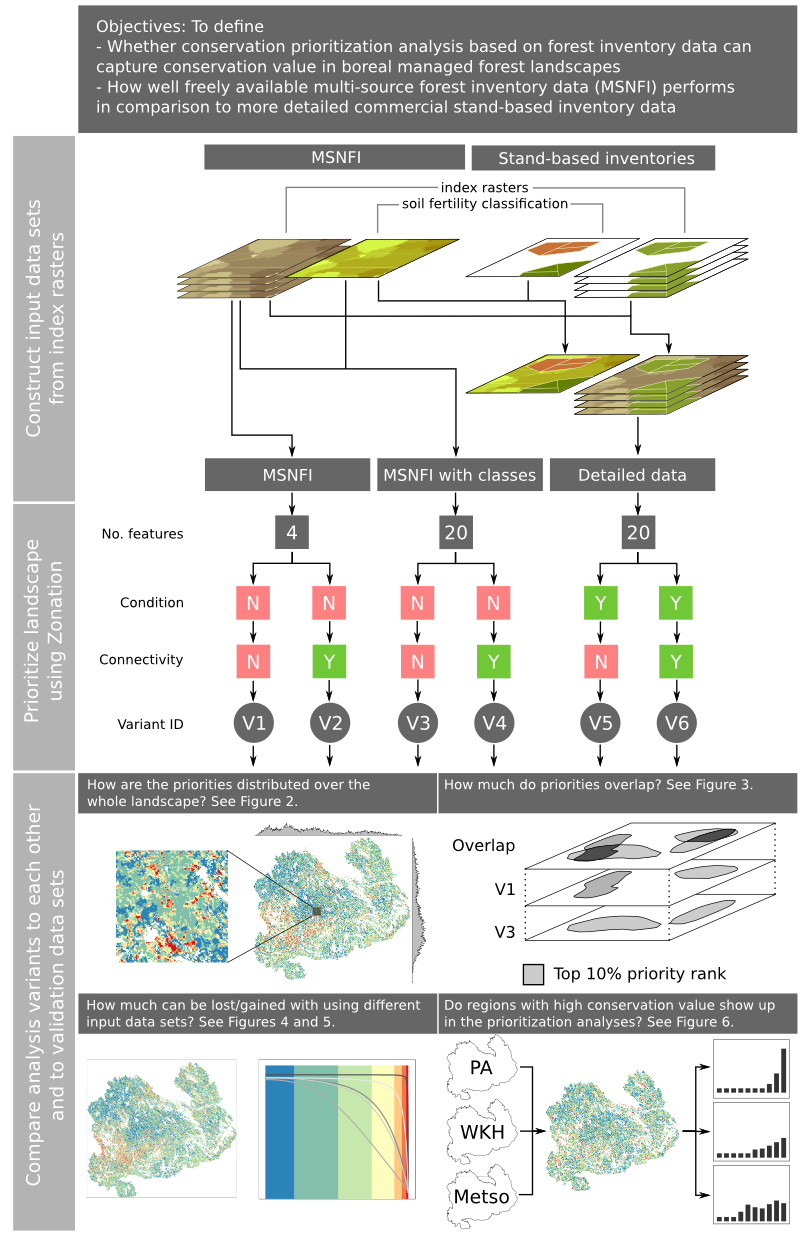 Objectives: To define
- Whether conservation prioritization analysis based on forest inventory data can
capture conservation value in boreal managed forest landscapes
- How well freely available multi-source forest inventory data (MSNFI) performs
in comparison to more detailed commercial stand-based inventory data
Construct input data sets
from index rasters
MSNFI
Stand-based inventories
index rasters
soil fertility classification
MSNFI
MSNFI with classes
Detailed data
Prioritize landscape
using Zonation
No. features
4
20
20
Condition
N
N
N
N
Y
Y
Connectivity
N
Y
N
Y
N
Y
Variant ID
V1
V2
V3
V4
V5
V6
Compare analysis variants to each other
and to validation data sets
How are the priorities distributed over the
whole landscape? See Figure 2.
How much do priorities overlap? See Figure 3.
Overlap
V1
V3
Top 10% priority rank
How much can be lost/gained with using different
input data sets? See Figures 4 and 5.
Do regions with high conservation value show up
in the prioritization analyses? See Figure 6.
PA
WKH
Metso